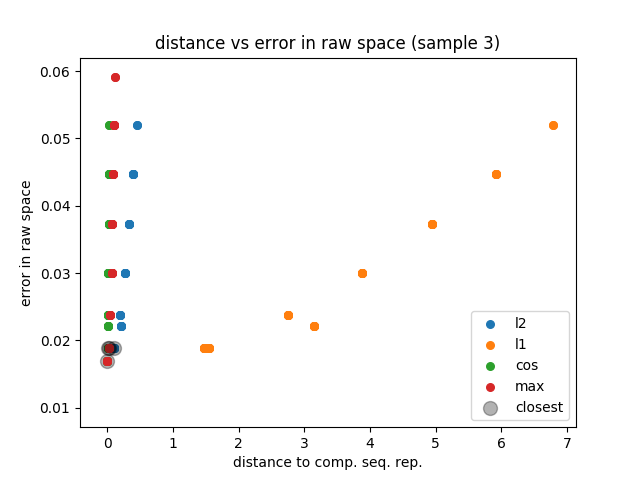 distance vs error in raw space (sample 3)
0.06
0.05
0.04
0.03
0.02
0.01
error in raw space
0 1 2 3 4 5 6 7
distance to comp. seq. rep.
l2
l1
cos
max
closest